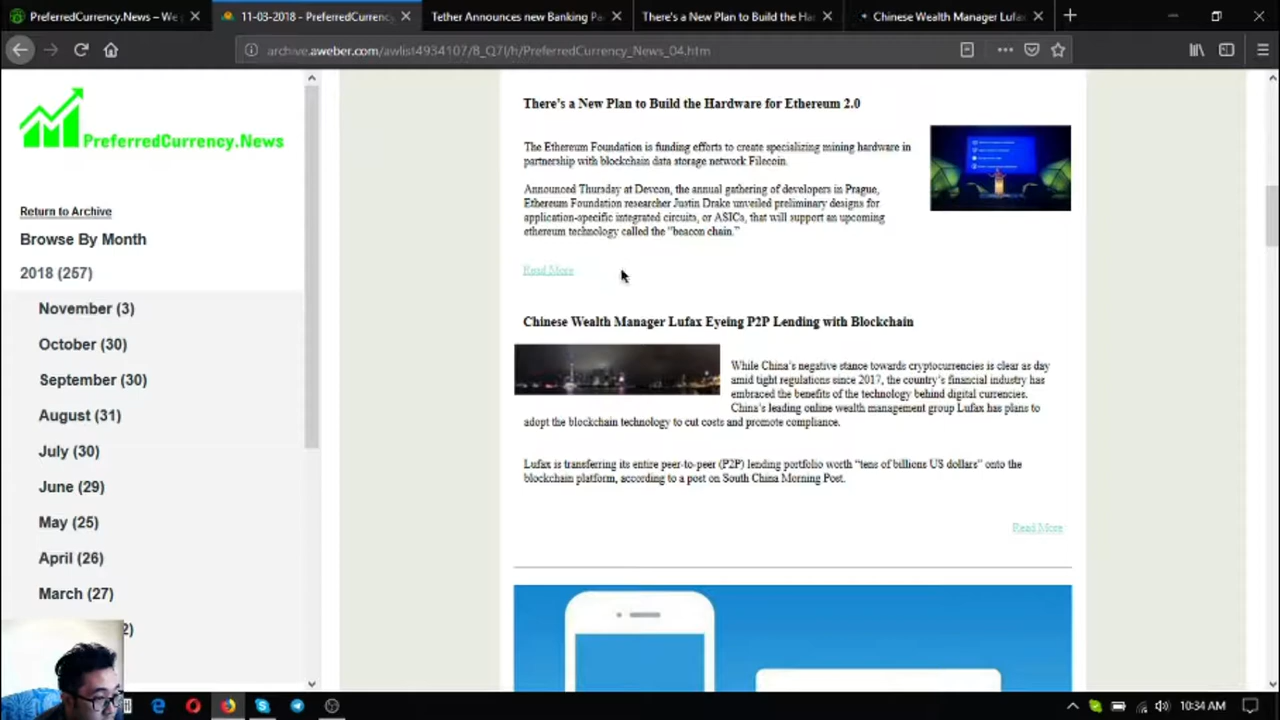 PreferredCurrency.News – We
11-03-2018 - PreferredCurrenc
Tether Announces new Banking Pa
There's a New Plan to Build the Ha
Chinese Wealth Manager Lufax
archive.aweber.com/awlist4934107/8_Q7I/h/PreferredCurrency_News_04.htm
PreferredCurrency.News
Return to Archive
Browse By Month
2018 (257)
November (3)
October (30)
September (30)
August (31)
July (30)
June (29)
May (25)
April (26)
March (27)
2)
There's a New Plan to Build the Hardware for Ethereum 2.0
The Ethereum Foundation is funding efforts to create specializing mining hardware in
partnership with blockchain data storage network Filecoin.
Announced Thursday at Devcon, the annual gathering of developers in Prague,
Ethereum Foundation researcher Justin Drake unveiled preliminary designs for
application-specific integrated circuits, or ASICs, that will support an upcoming
ethereum technology called the "beacon chain."
Read More
Chinese Wealth Manager Lufax Eyeing P2P Lending with Blockchain
While China's negative stance towards cryptocurrencies is clear as day
amid tight regulations since 2017, the country's financial industry has
embraced the benefits of the technology behind digital currencies.
China's leading online wealth management group Lufax has plans to
adopt the blockchain technology to cut costs and promote compliance.
Lufax is transferring its entire peer-to-peer (P2P) lending portfolio worth "tens of billions US dollars" onto the
blockchain platform, according to a post on South China Morning Post.
Read More
10:34 AM